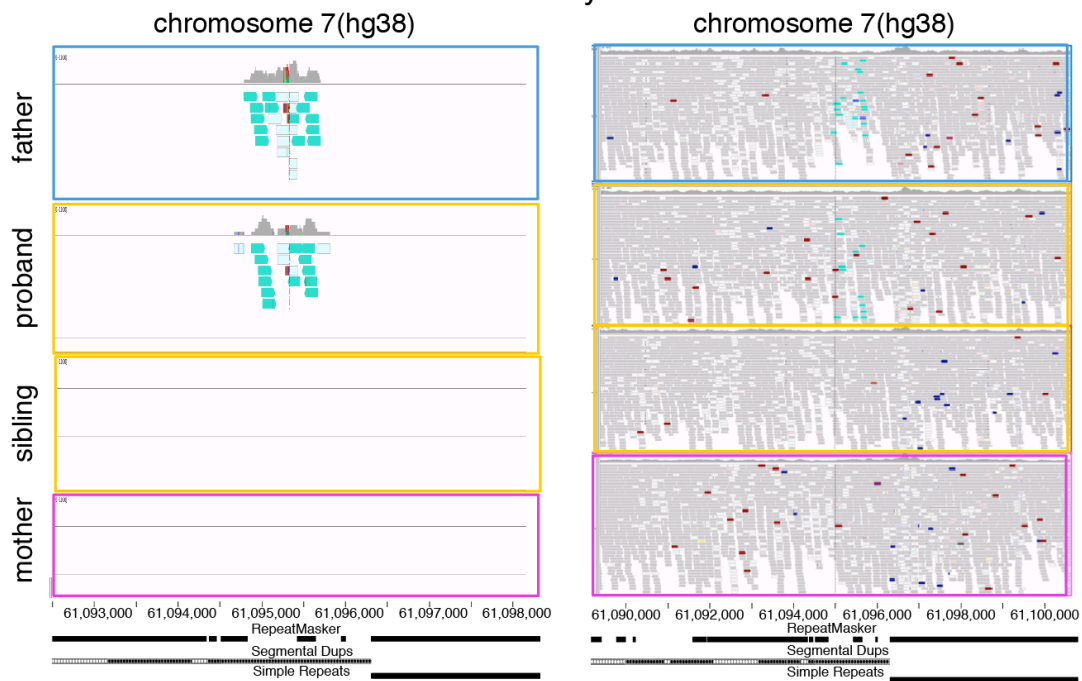 chromosome 7(hg38)
chromosome 7(hg38)
father
proband
sibling
mother
61,093,000 61,094,000 61,095,000 61,096,000 61,097,000 61,098,000
RepeatMasker
Segmental Dups
Simple Repeats
61,090,000 61,092,000 61,094,000 61,096,000 61,098,000 61,100,000
RepeatMasker
Segmental Dups
Simple Repeats